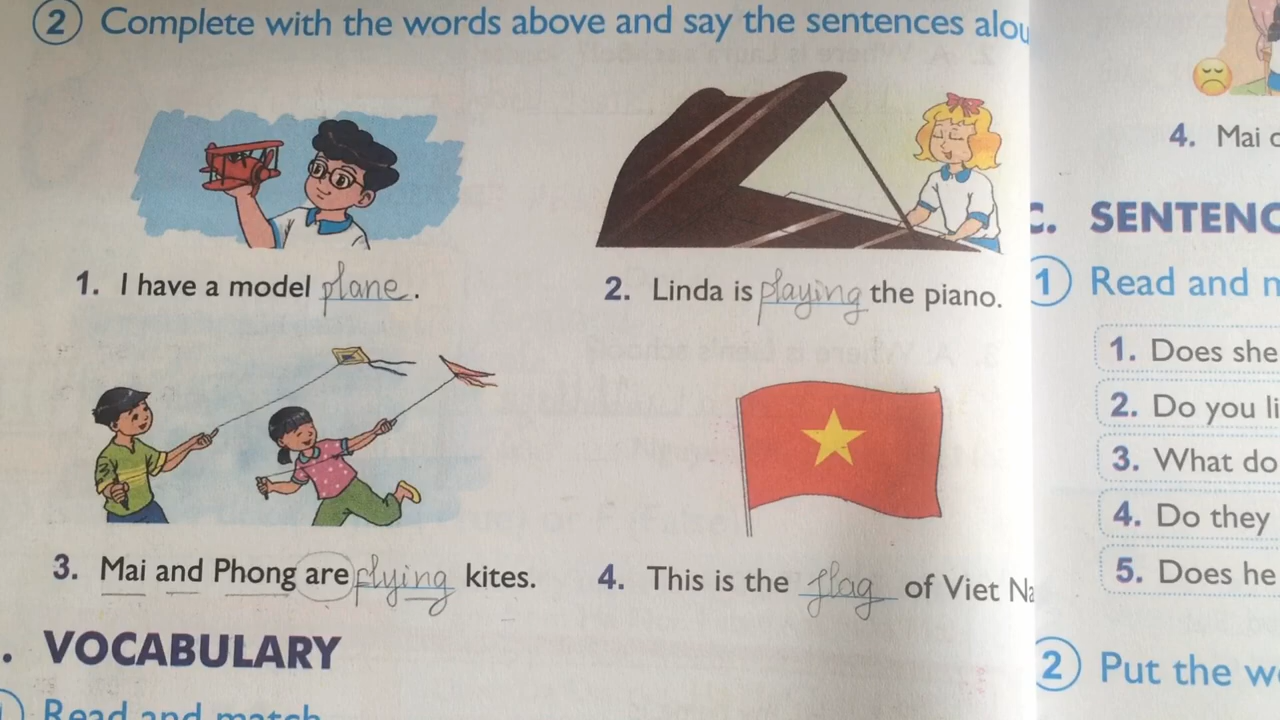 2 Complete with the words above and say the sentences alou
1. I have a model plane.
2. Linda is playing the piano.
3. Mai and Phong are flying kites.
4. This is the flag of Viet Na
. VOCABULARY
Read and match
4. Mai c
C. SENTENC
1 Read and m
1. Does she
2. Do you li
3. What do
4. Do they
5. Does he
2 Put the w